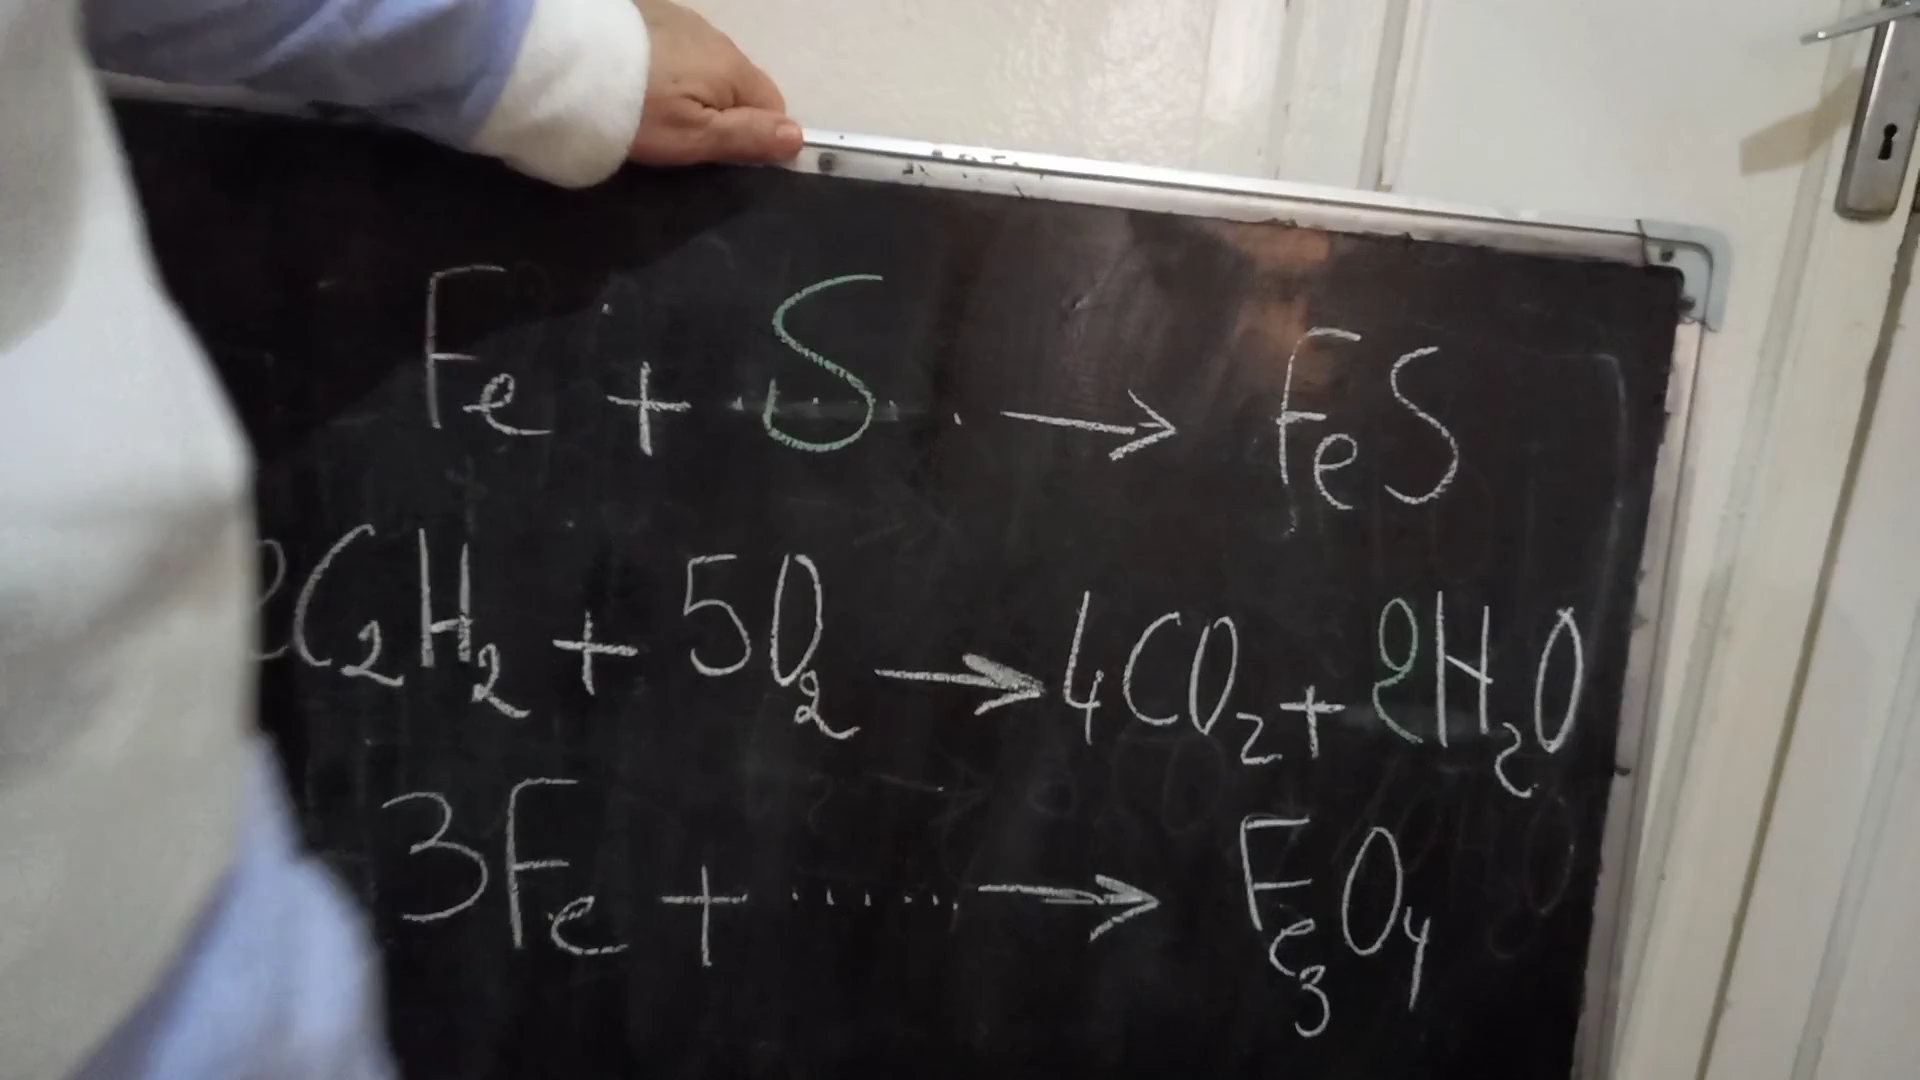 Fe + ..S... → FeS
2C₂H₂ + 5O₂ → 4CO₂ + 2H₂O
3Fe + ...... → Fe₃O₄